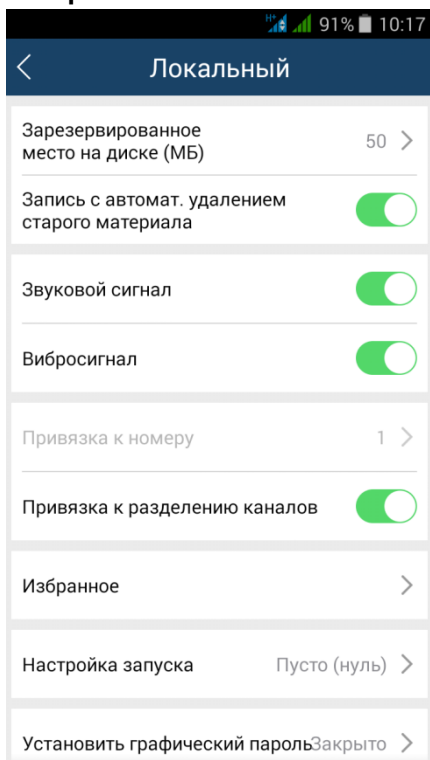 H+ 91% 10:17
Локальный
Зарезервированное
место на диске (МБ) 50
Запись с автомат. удалением
старого материала
Звуковой сигнал
Вибросигнал
Привязка к номеру 1
Привязка к разделению каналов
Избранное
Настройка запуска Пусто (нуль)
Установить графический парольЗакрыто